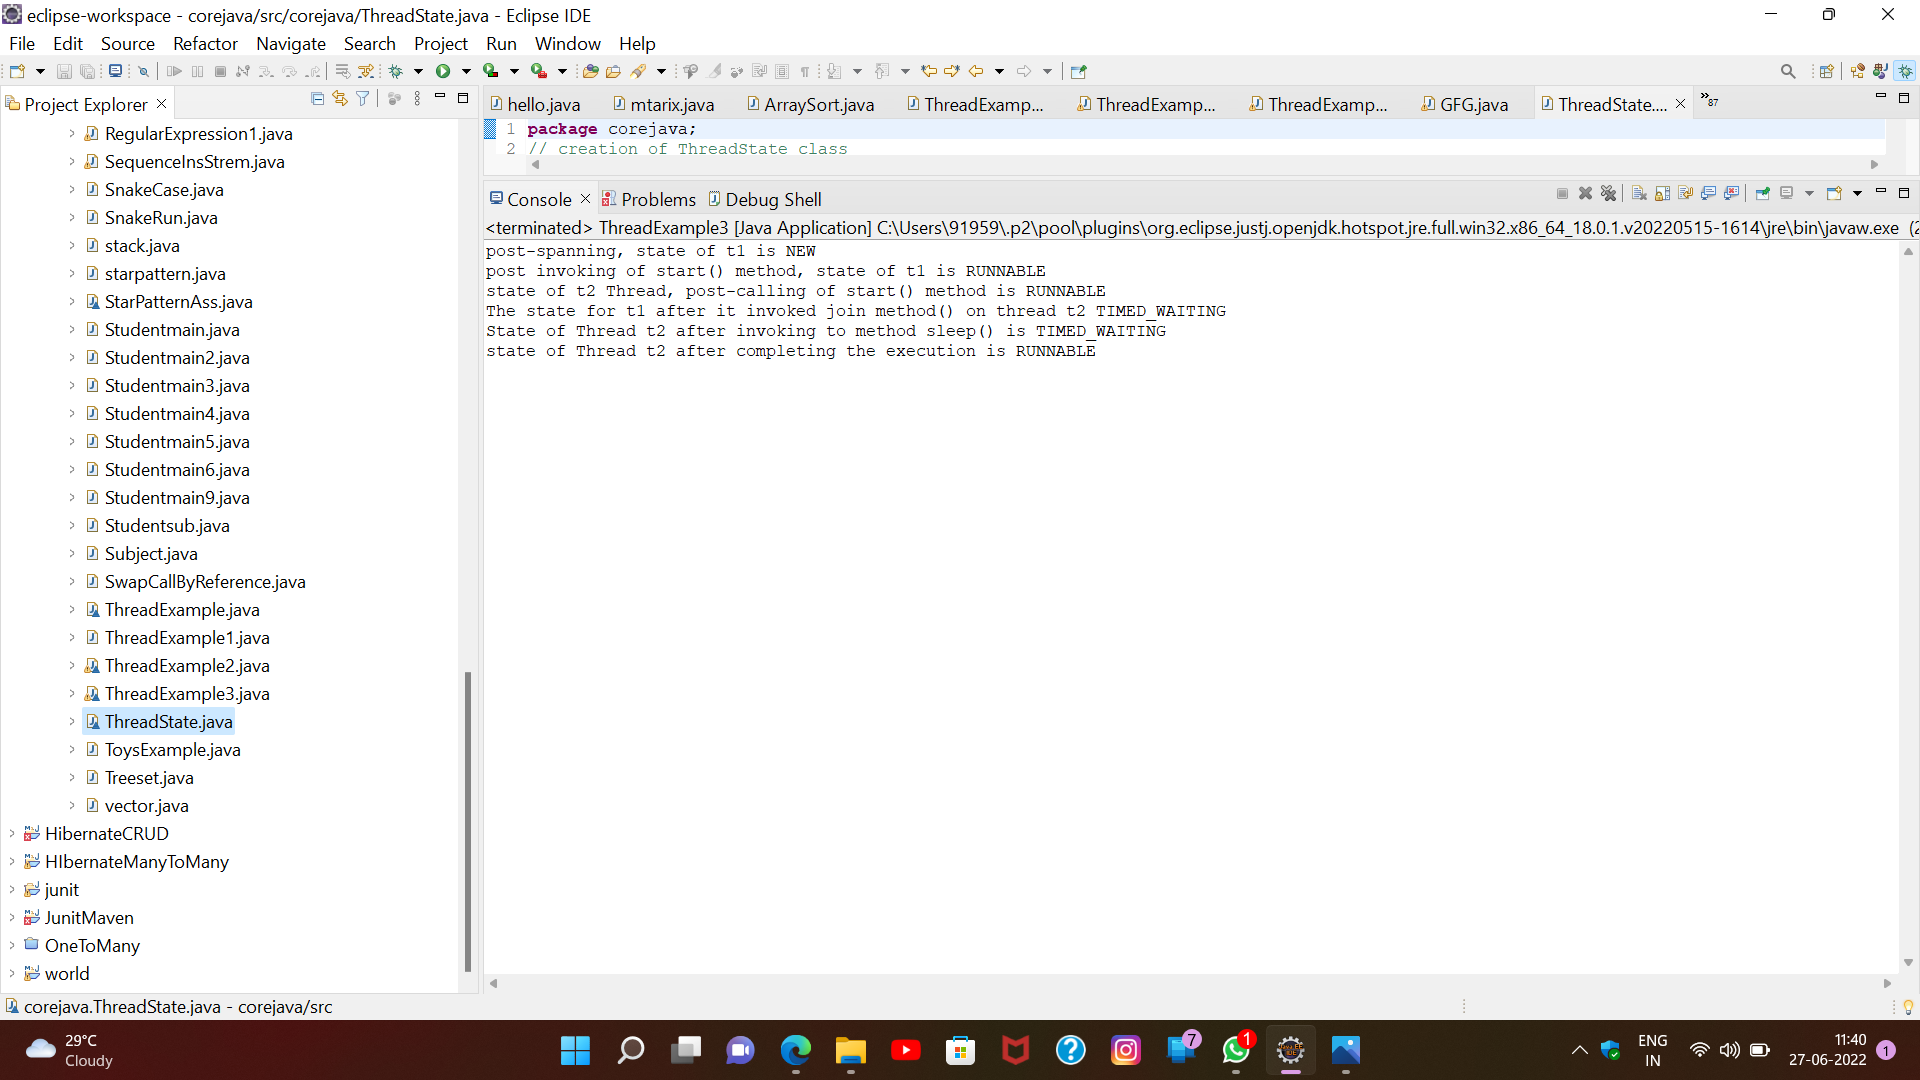 eclipse-workspace - corejava/src/corejava/ThreadState.java - Eclipse IDE
File Edit Source Refactor Navigate Search Project Run Window Help
Project Explorer
hello.java mtarix.java ArraySort.java ThreadExamp... ThreadExamp... ThreadExamp... GFG.java ThreadState.... »87
RegularExpression1.java
SequenceInsStrem.java
SnakeCase.java
SnakeRun.java
stack.java
starpattern.java
StarPatternAss.java
Studentmain.java
Studentmain2.java
Studentmain3.java
Studentmain4.java
Studentmain5.java
Studentmain6.java
Studentmain9.java
Studentsub.java
Subject.java
SwapCallByReference.java
ThreadExample.java
ThreadExample1.java
ThreadExample2.java
ThreadExample3.java
ThreadState.java
ToysExample.java
Treeset.java
vector.java
HibernateCRUD
HIbernateManyToMany
junit
JunitMaven
OneToMany
world
1 package corejava;
2 // creation of ThreadState class
Console Problems Debug Shell
<terminated> ThreadExample3 [Java Application] C:\Users\91959\.p2\pool\plugins\org.eclipse.justj.openjdk.hotspot.jre.full.win32.x86_64_18.0.1.v20220515-1614\jre\bin\javaw.exe (2
post-spanning, state of t1 is NEW
post invoking of start() method, state of t1 is RUNNABLE
state of t2 Thread, post-calling of start() method is RUNNABLE
The state for t1 after it invoked join method() on thread t2 TIMED_WAITING
State of Thread t2 after invoking to method sleep() is TIMED_WAITING
state of Thread t2 after completing the execution is RUNNABLE
corejava.ThreadState.java - corejava/src
29°C
Cloudy
7
1
ENG
IN
11:40
27-06-2022
1